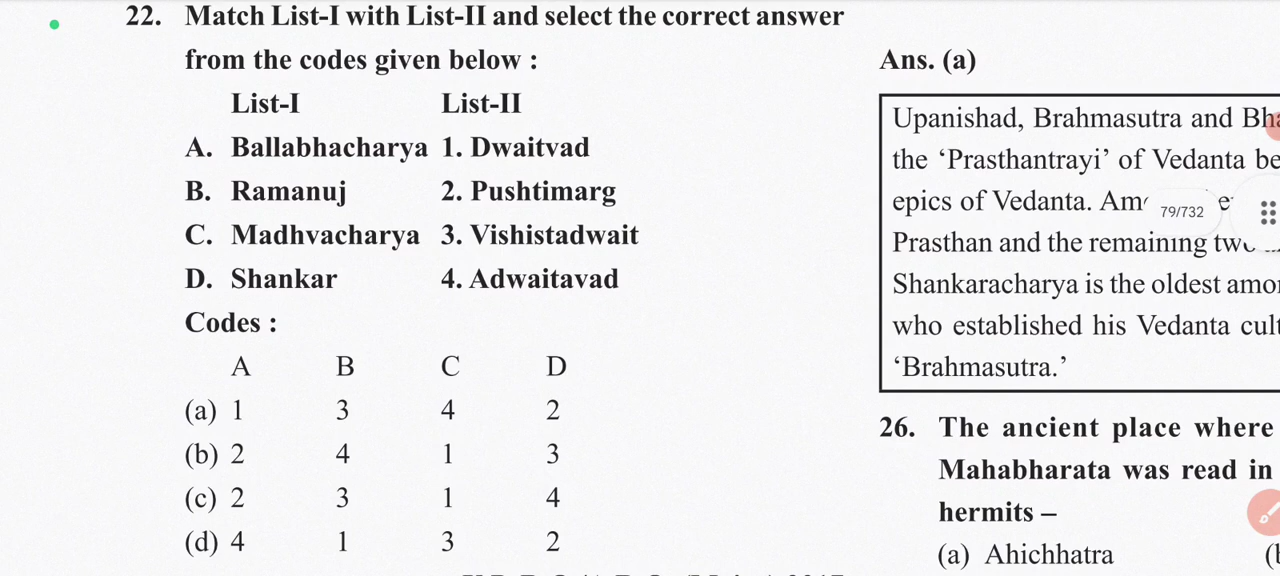 22. Match List-I with List-II and select the correct answer
from the codes given below :
List-I List-II
A. Ballabhacharya 1. Dwaitvad
B. Ramanuj 2. Pushtimarg
C. Madhvacharya 3. Vishistadwait
D. Shankar 4. Adwaitavad
Codes :
A B C D
(a) 1 3 4 2
(b) 2 4 1 3
(c) 2 3 1 4
(d) 4 1 3 2
Ans. (a)
Upanishad, Brahmasutra and
the ‘Prasthantrayi’ of Vedanta
epics of Vedanta.
79/732
Prasthan and the remaining
Shankaracharya is the oldest
who established his Vedanta
‘Brahmasutra.’
26. The ancient place where
Mahabharata was read in
hermits –
(a) Ahichhatra